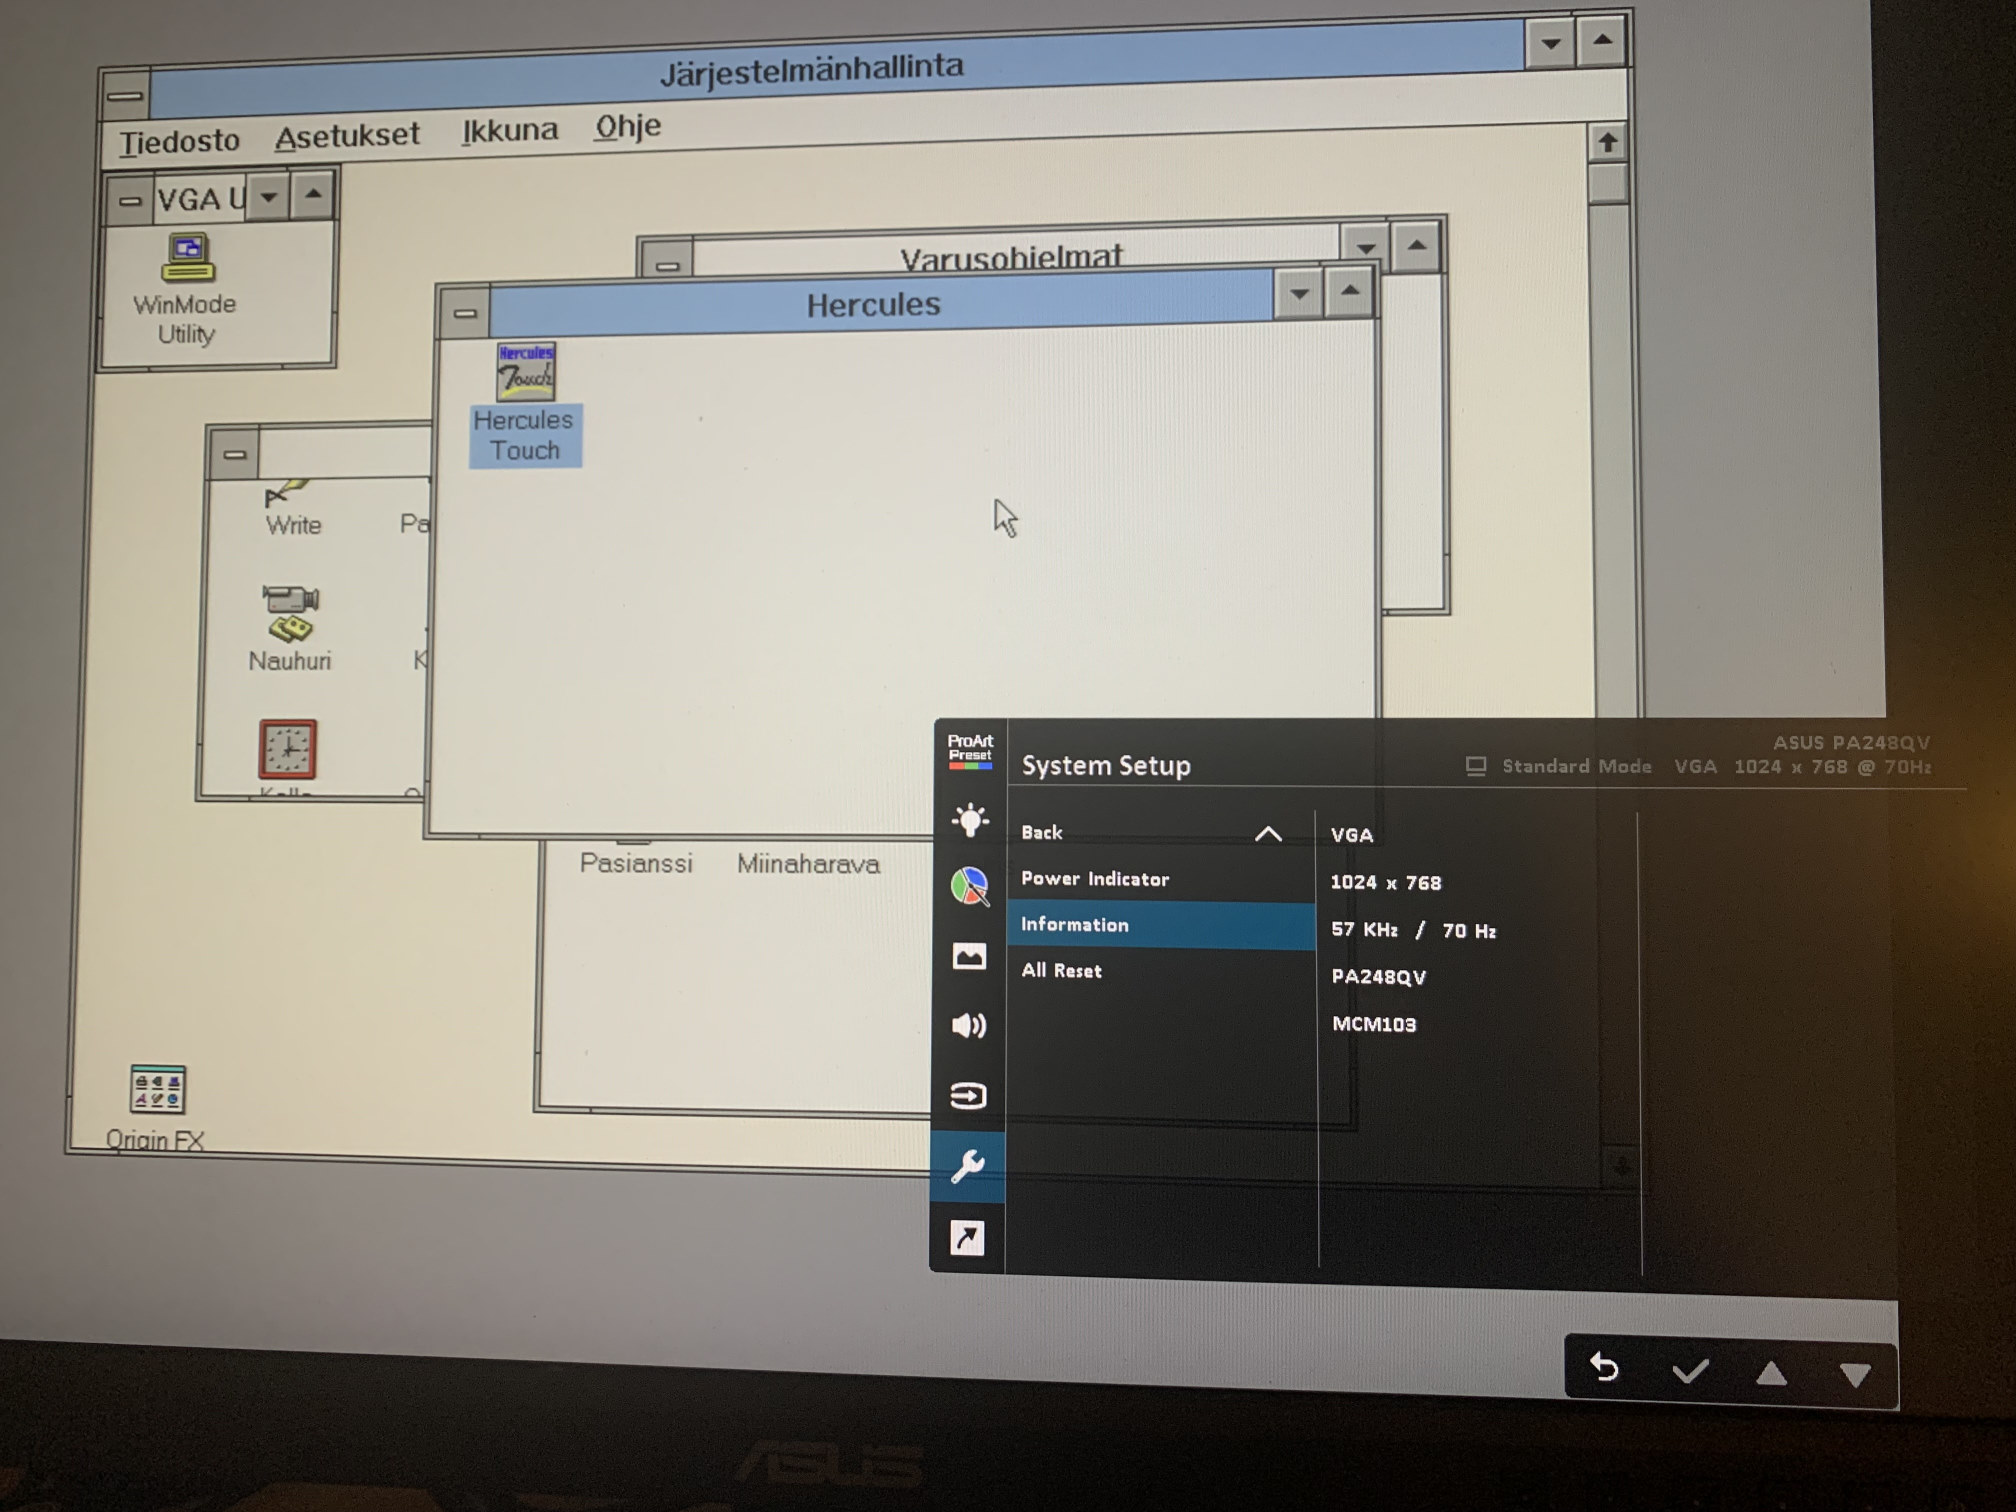 Järjestelmänhallinta
Tiedosto Asetukset Ikkuna Ohje
VGA U
WinMode
Utility
Varusohjelmat
Hercules
Hercules
Touch
Hercules
Touch
Write
Pa
Nauhuri
K
Pasianssi Miinaharava
Origin FX
ProArt
Preset
System Setup
ASUS PA248QV
Standard Mode VGA 1024 x 768 @ 70Hz
Back
Power Indicator
Information
All Reset
VGA
1024 x 768
57 KHz / 70 Hz
PA248QV
MCM103
ASUS